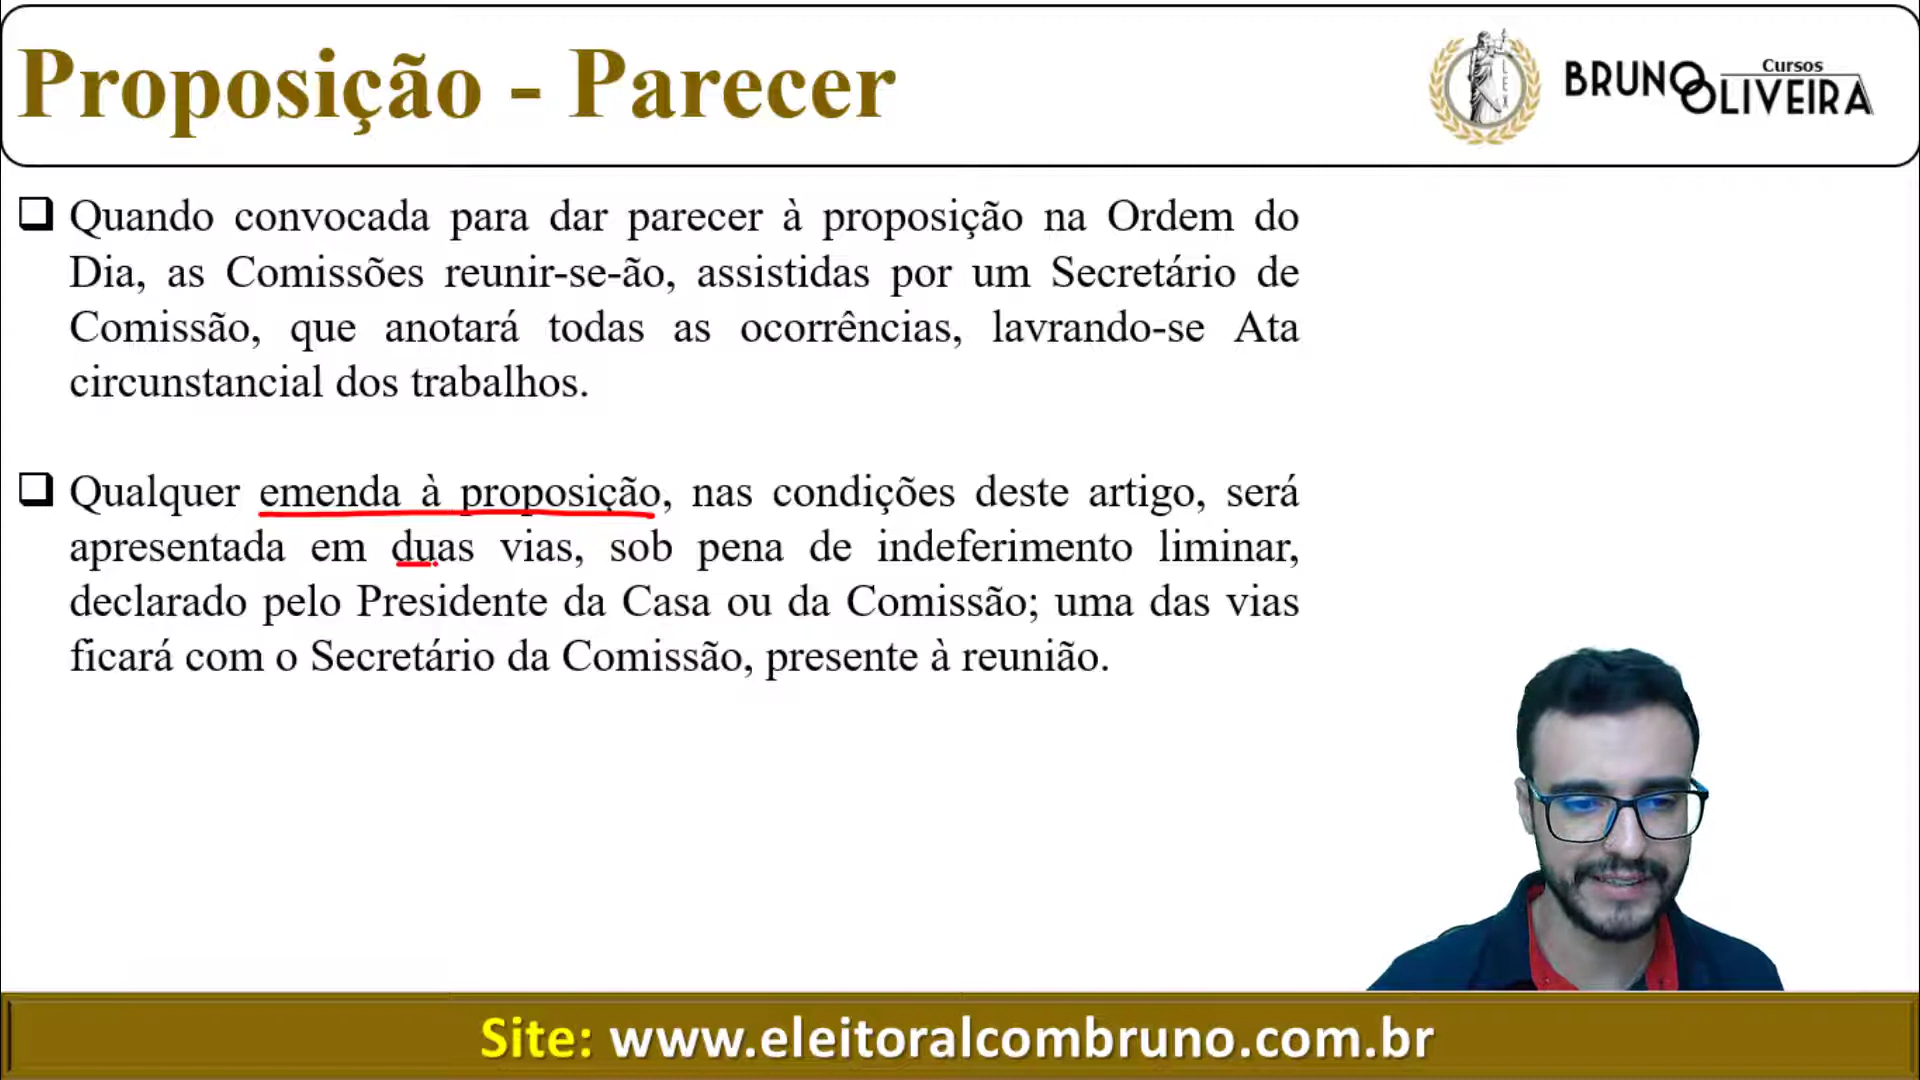 Proposição - Parecer
LEX
Cursos
BRUNO OLIVEIRA
Quando convocada para dar parecer à proposição na Ordem do
Dia, as Comissões reunir-se-ão, assistidas por um Secretário de
Comissão, que anotará todas as ocorrências, lavrando-se Ata
circunstancial dos trabalhos.
Qualquer emenda à proposição, nas condições deste artigo, será
apresentada em duas vias, sob pena de indeferimento liminar,
declarado pelo Presidente da Casa ou da Comissão; uma das vias
ficará com o Secretário da Comissão, presente à reunião.
Site: www.eleitoralcombruno.com.br